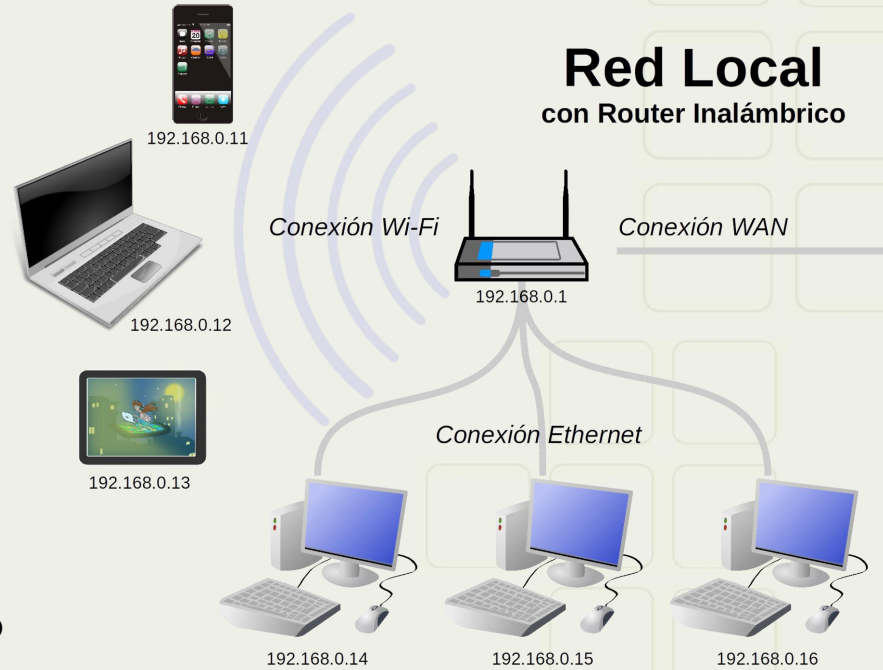 Red Local
con Router Inalámbrico
192.168.0.11
Conexión Wi-Fi
Conexión WAN
192.168.0.1
192.168.0.12
Conexión Ethernet
192.168.0.13
192.168.0.14
192.168.0.15
192.168.0.16